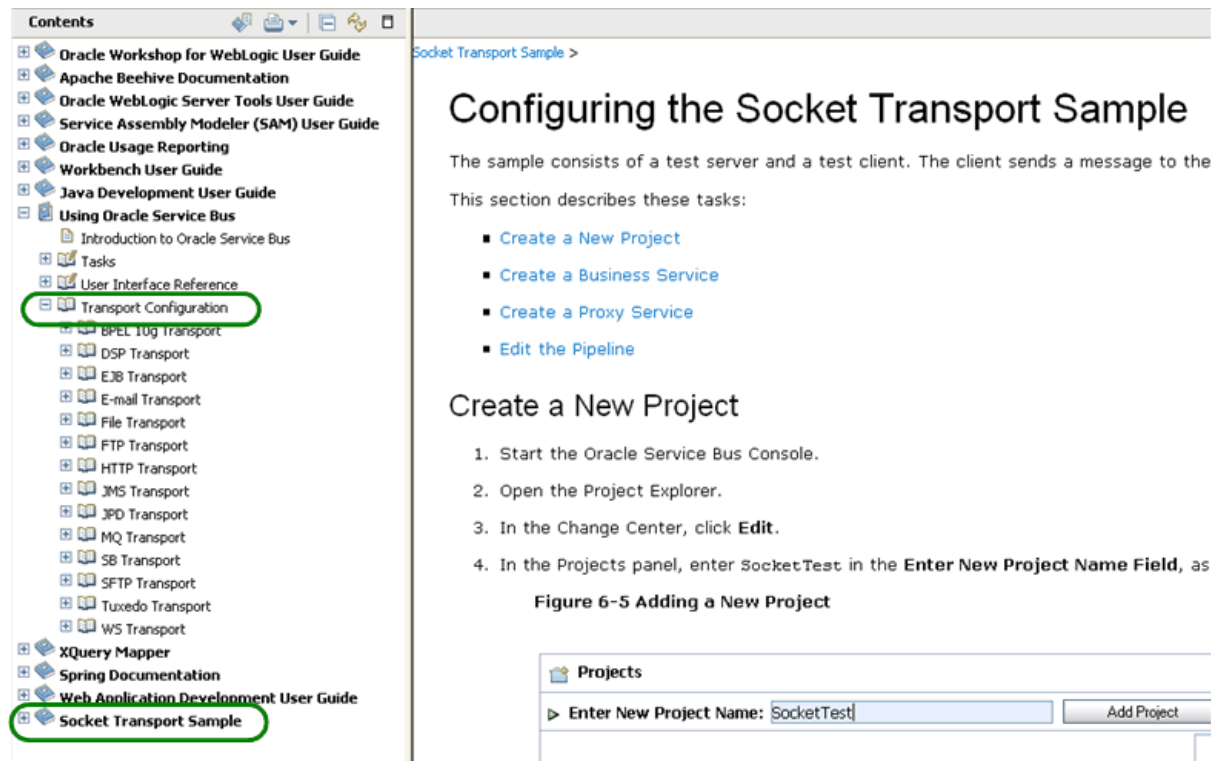 Contents
Oracle Workshop for WebLogic User Guide
Apache Beehive Documentation
Oracle WebLogic Server Tools User Guide
Service Assembly Modeler (SAM) User Guide
Oracle Usage Reporting
Workbench User Guide
Java Development User Guide
Using Oracle Service Bus
Introduction to Oracle Service Bus
Tasks
User Interface Reference
Transport Configuration
BPEL 10g Transport
DSP Transport
EJB Transport
E-mail Transport
File Transport
FTP Transport
HTTP Transport
JMS Transport
JPD Transport
MQ Transport
SB Transport
SFTP Transport
Tuxedo Transport
WS Transport
XQuery Mapper
Spring Documentation
Web Application Development User Guide
Socket Transport Sample
Socket Transport Sample >
Configuring the Socket Transport Sample
The sample consists of a test server and a test client. The client sends a message to the
This section describes these tasks:
■ Create a New Project
■ Create a Business Service
■ Create a Proxy Service
■ Edit the Pipeline
Create a New Project
1. Start the Oracle Service Bus Console.
2. Open the Project Explorer.
3. In the Change Center, click Edit.
4. In the Projects panel, enter SocketTest in the Enter New Project Name Field, as
Figure 6-5 Adding a New Project
Projects
Enter New Project Name: SocketTest Add Project